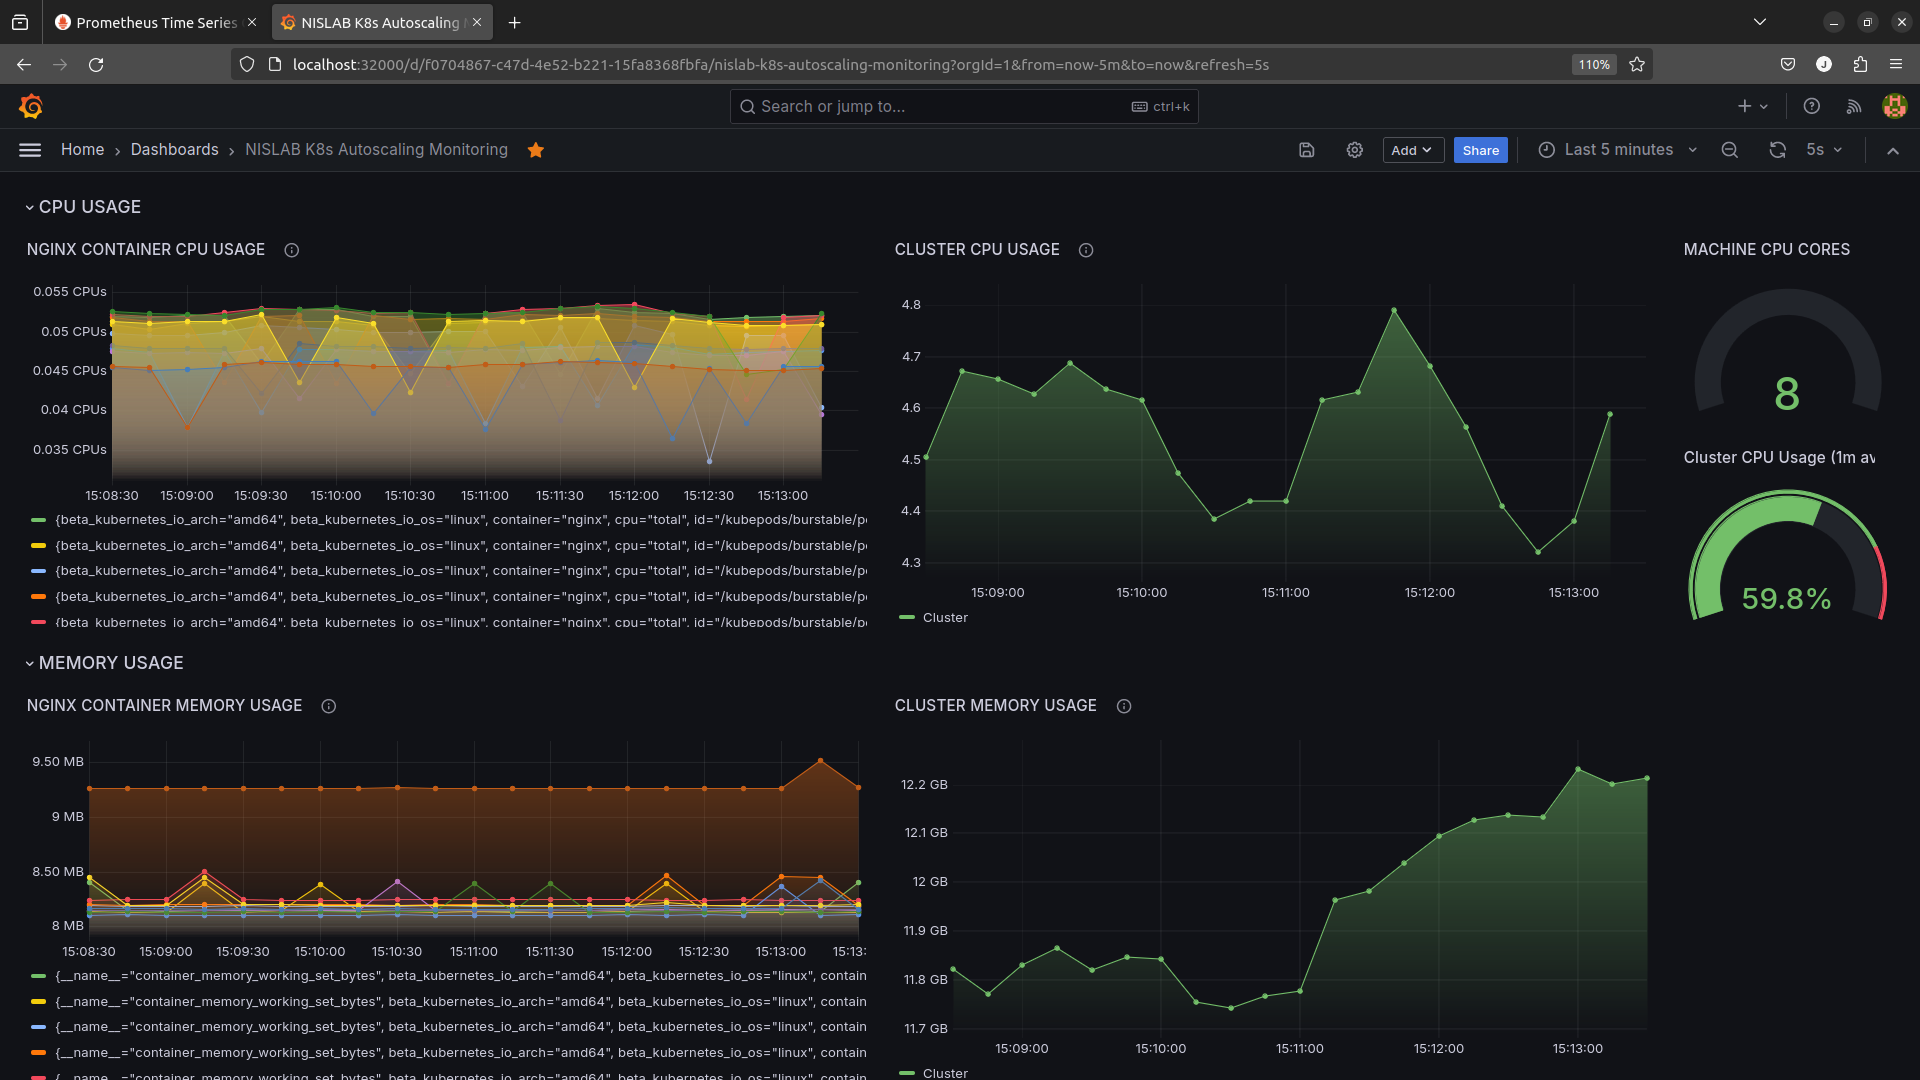 Prometheus Time Series
NISLAB K8s Autoscaling
localhost:32000/d/f0704867-c47d-4e52-b221-15fa8368fbfa/nislab-k8s-autoscaling-monitoring?orgId=1&from=now-5m&to=now&refresh=5s
110%
J
Search or jump to...
ctrl+k
Home › Dashboards › NISLAB K8s Autoscaling Monitoring
Add
Share
Last 5 minutes
5s
CPU USAGE
NGINX CONTAINER CPU USAGE
0.055 CPUs
0.05 CPUs
0.045 CPUs
0.04 CPUs
0.035 CPUs
15:08:30 15:09:00 15:09:30 15:10:00 15:10:30 15:11:00 15:11:30 15:12:00 15:12:30 15:13:00
{beta_kubernetes_io_arch="amd64", beta_kubernetes_io_os="linux", container="nginx", cpu="total", id="/kubepods/burstable/po
{beta_kubernetes_io_arch="amd64", beta_kubernetes_io_os="linux", container="nginx", cpu="total", id="/kubepods/burstable/po
{beta_kubernetes_io_arch="amd64", beta_kubernetes_io_os="linux", container="nginx", cpu="total", id="/kubepods/burstable/po
{beta_kubernetes_io_arch="amd64", beta_kubernetes_io_os="linux", container="nginx", cpu="total", id="/kubepods/burstable/po
{beta_kubernetes_io_arch="amd64", beta_kubernetes_io_os="linux", container="nginx", cpu="total", id="/kubepods/burstable/po
CLUSTER CPU USAGE
4.8
4.7
4.6
4.5
4.4
4.3
15:09:00 15:10:00 15:11:00 15:12:00 15:13:00
Cluster
MACHINE CPU CORES
8
Cluster CPU Usage (1m av
59.8%
MEMORY USAGE
NGINX CONTAINER MEMORY USAGE
9.50 MB
9 MB
8.50 MB
8 MB
15:08:30 15:09:00 15:09:30 15:10:00 15:10:30 15:11:00 15:11:30 15:12:00 15:12:30 15:13:00 15:13:
{__name__="container_memory_working_set_bytes", beta_kubernetes_io_arch="amd64", beta_kubernetes_io_os="linux", contain
{__name__="container_memory_working_set_bytes", beta_kubernetes_io_arch="amd64", beta_kubernetes_io_os="linux", contain
{__name__="container_memory_working_set_bytes", beta_kubernetes_io_arch="amd64", beta_kubernetes_io_os="linux", contain
{__name__="container_memory_working_set_bytes", beta_kubernetes_io_arch="amd64", beta_kubernetes_io_os="linux", contain
{__name__="container_memory_working_set_bytes", beta_kubernetes_io_arch="amd64", beta_kubernetes_io_os="linux", contain
CLUSTER MEMORY USAGE
12.2 GB
12.1 GB
12 GB
11.9 GB
11.8 GB
11.7 GB
15:09:00 15:10:00 15:11:00 15:12:00 15:13:00
Cluster